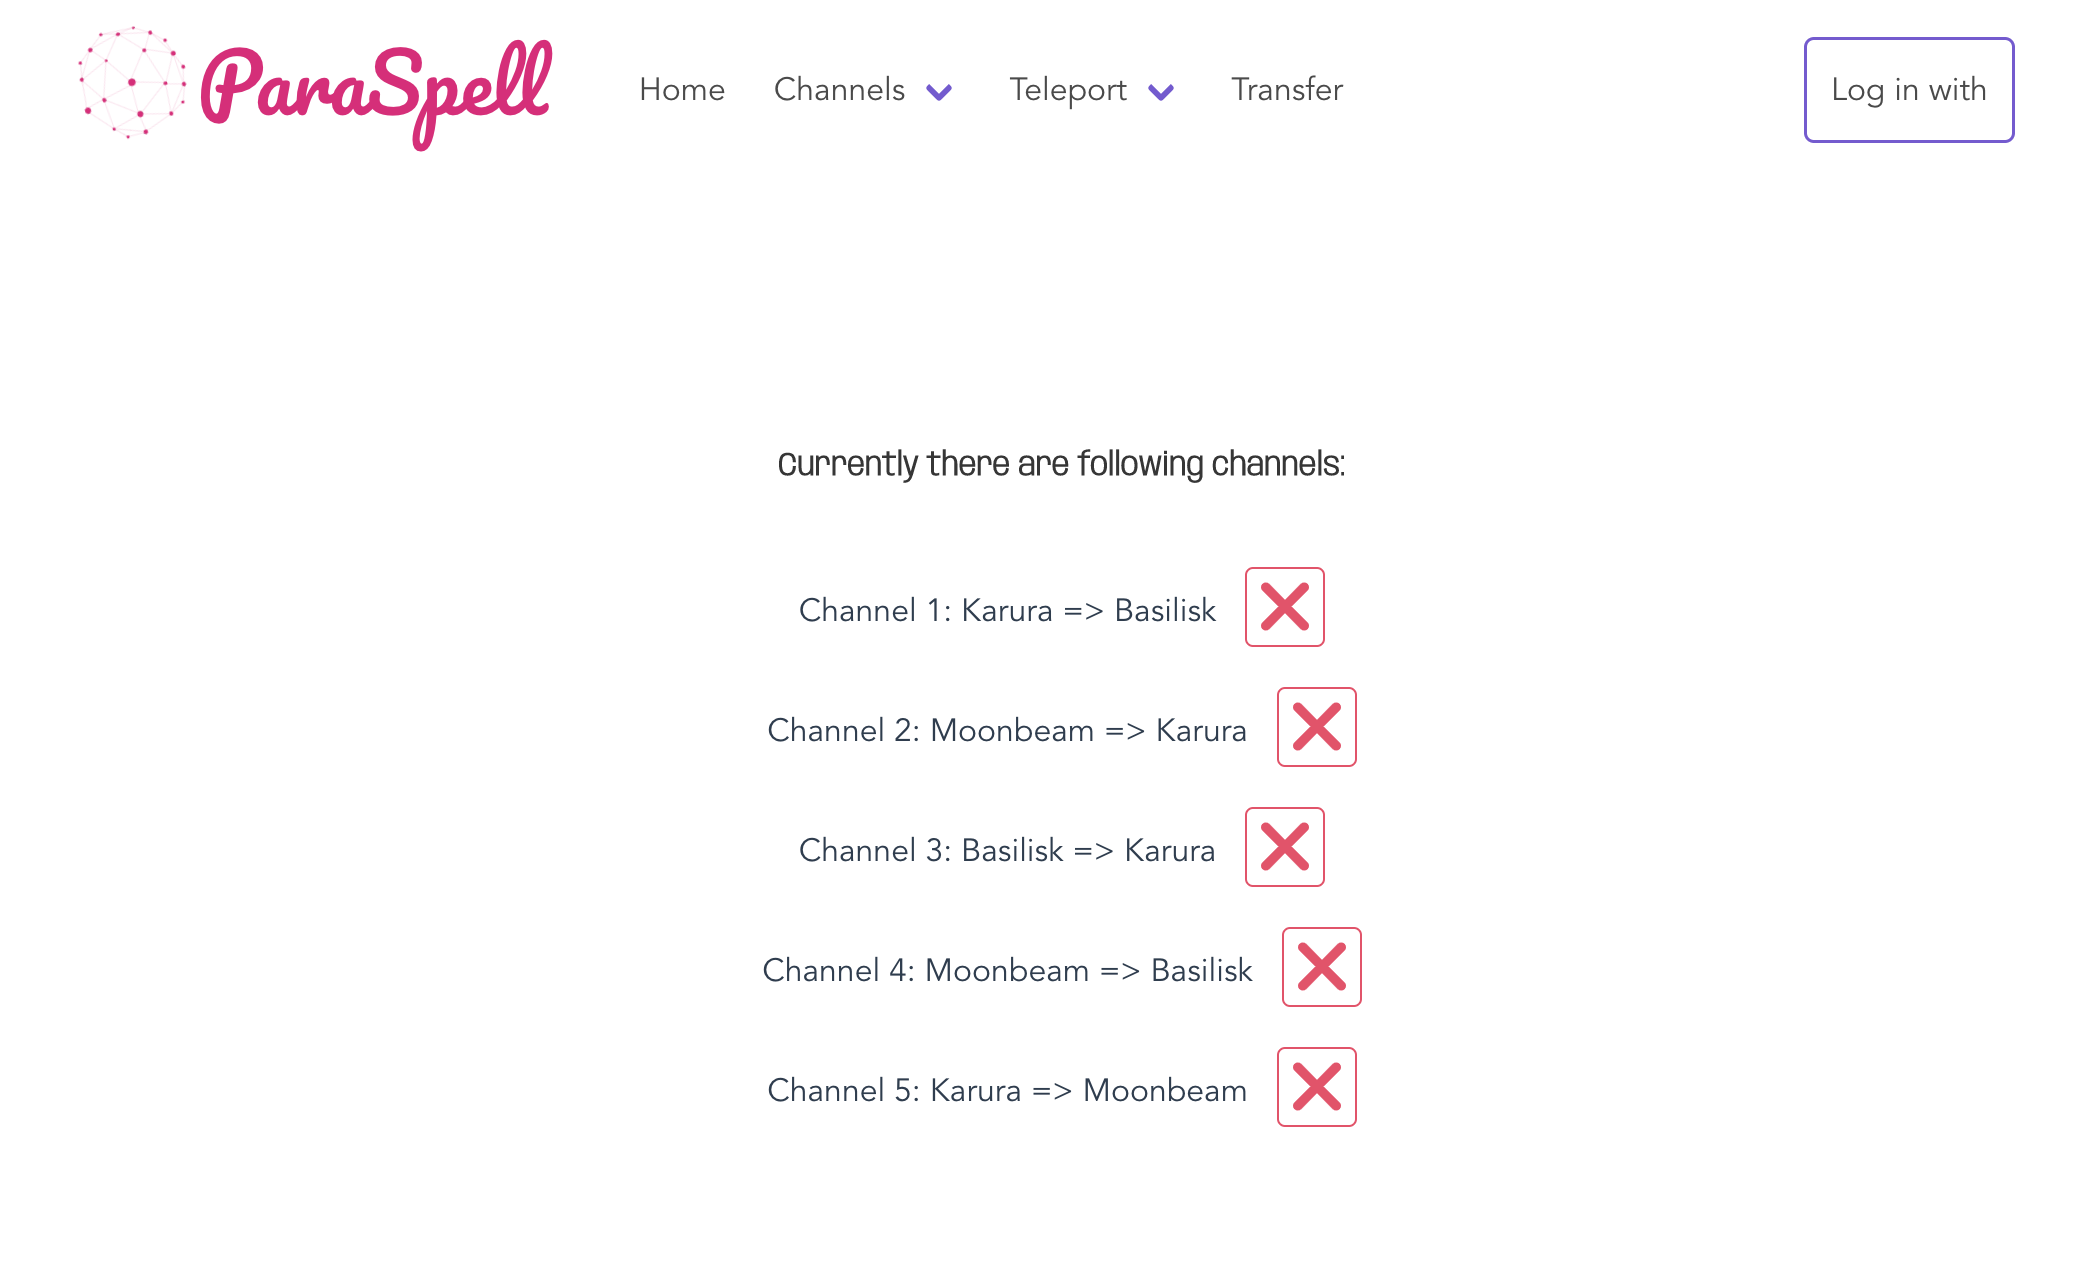 ParaSpell
Home Channels Teleport Transfer
Log in with
Currently there are following channels:
Channel 1: Karura => Basilisk
Channel 2: Moonbeam => Karura
Channel 3: Basilisk => Karura
Channel 4: Moonbeam => Basilisk
Channel 5: Karura => Moonbeam